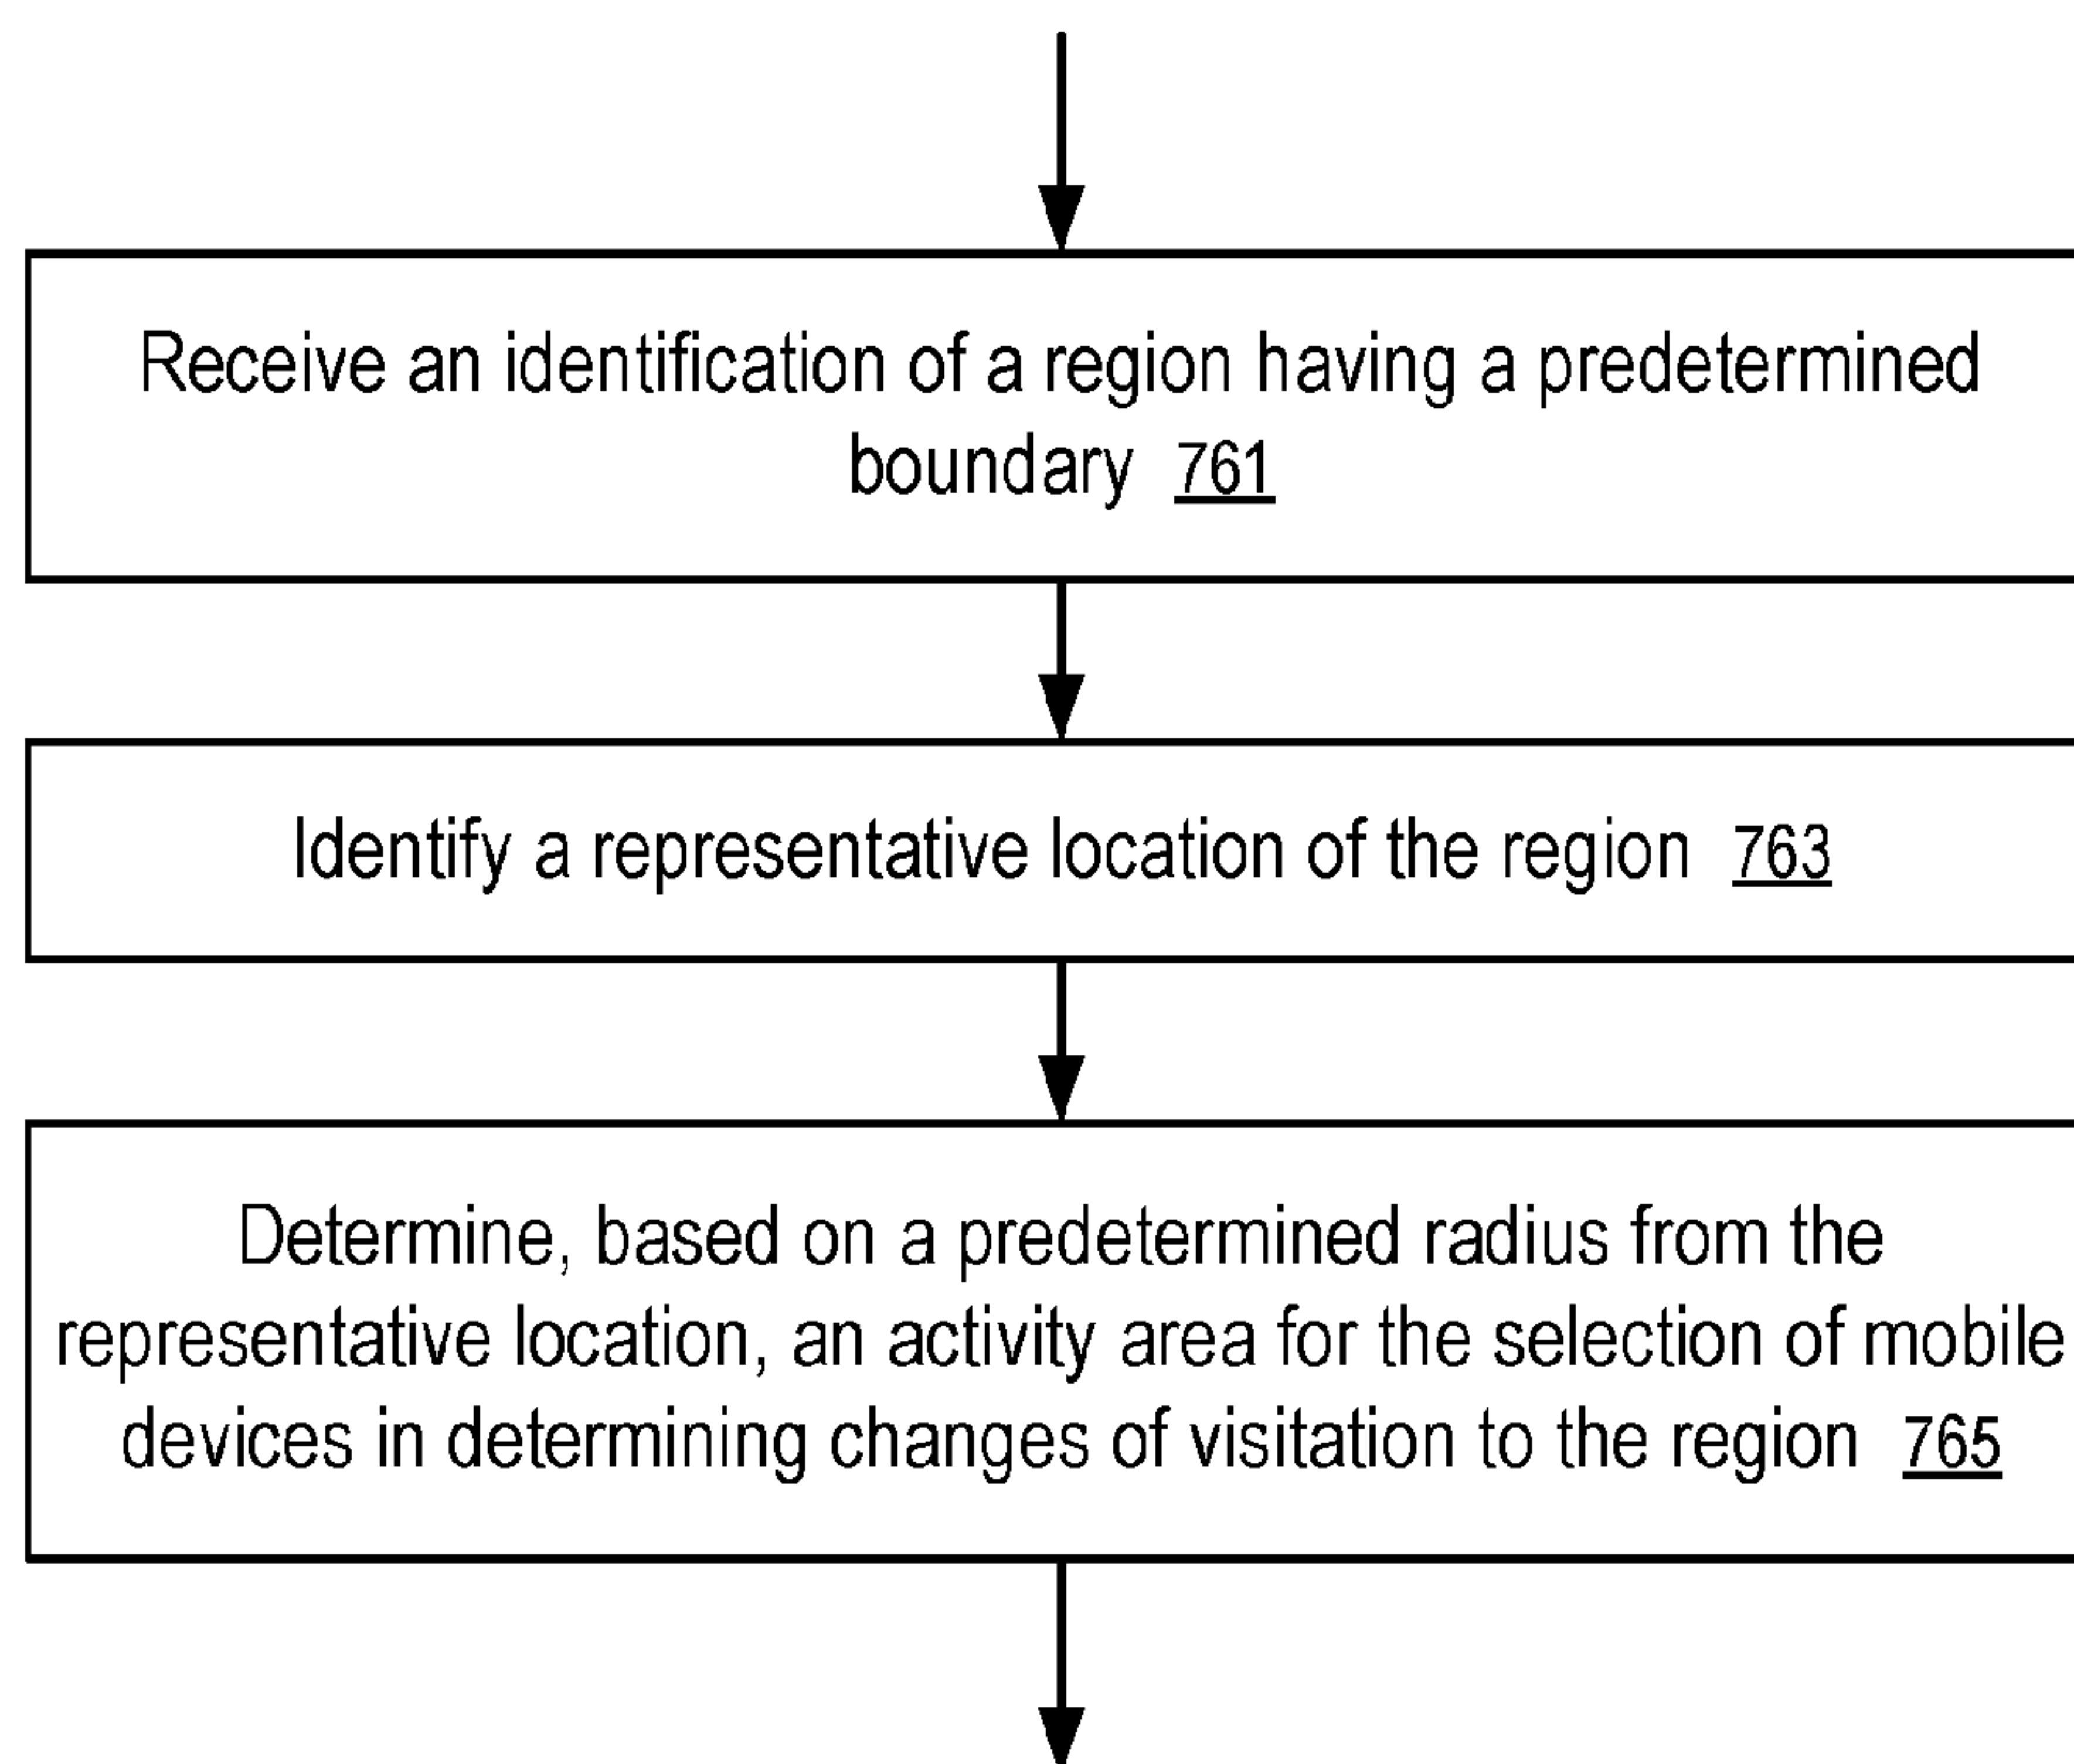 Receive an identification of a region having a predetermined
boundary 761
Identify a representative location of the region 763
Determine, based on a predetermined radius from the
representative location, an activity area for the selection of mobile
devices in determining changes of visitation to the region 765